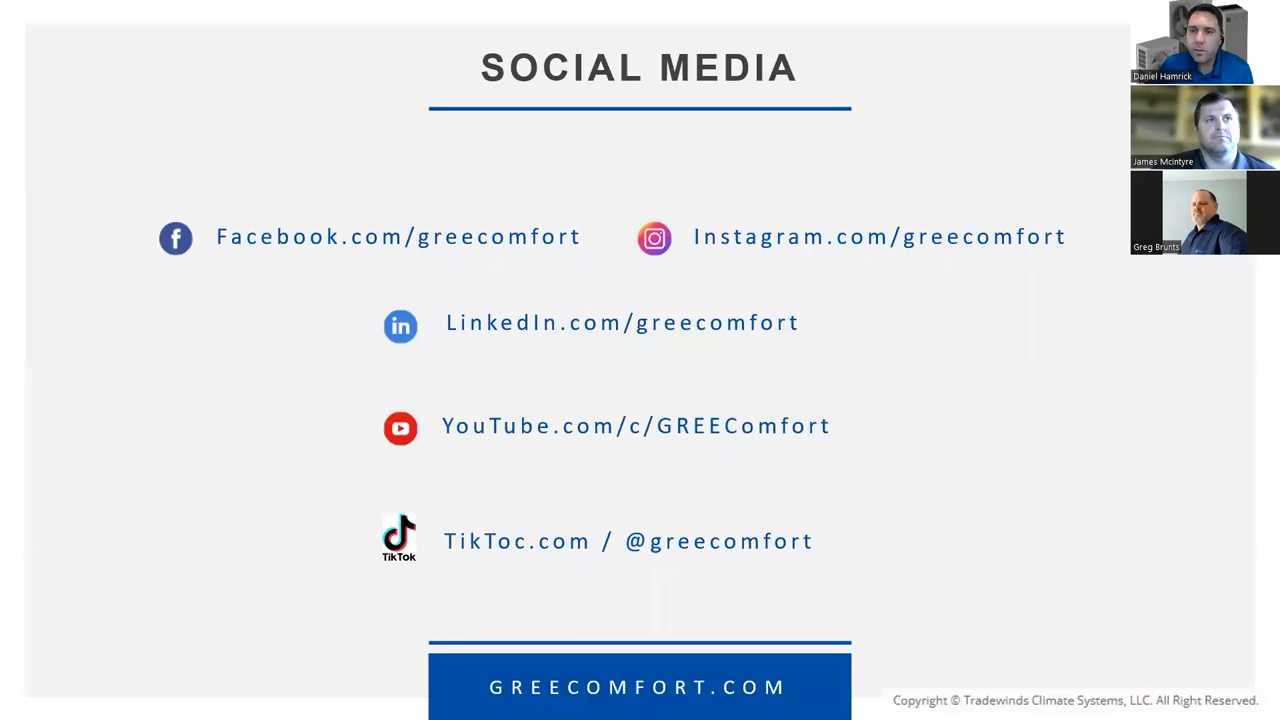 SOCIAL MEDIA
Facebook.com/greecomfort
Instagram.com/greecomfort
LinkedIn.com/greecomfort
YouTube.com/c/GREEComfort
TikTok
TikToc.com / @greecomfort
GREECOMFORT.COM
Copyright © Tradewinds Climate Systems, LLC. All Right Reserved.
Daniel Hamrick
James McIntyre
Greg Brunts